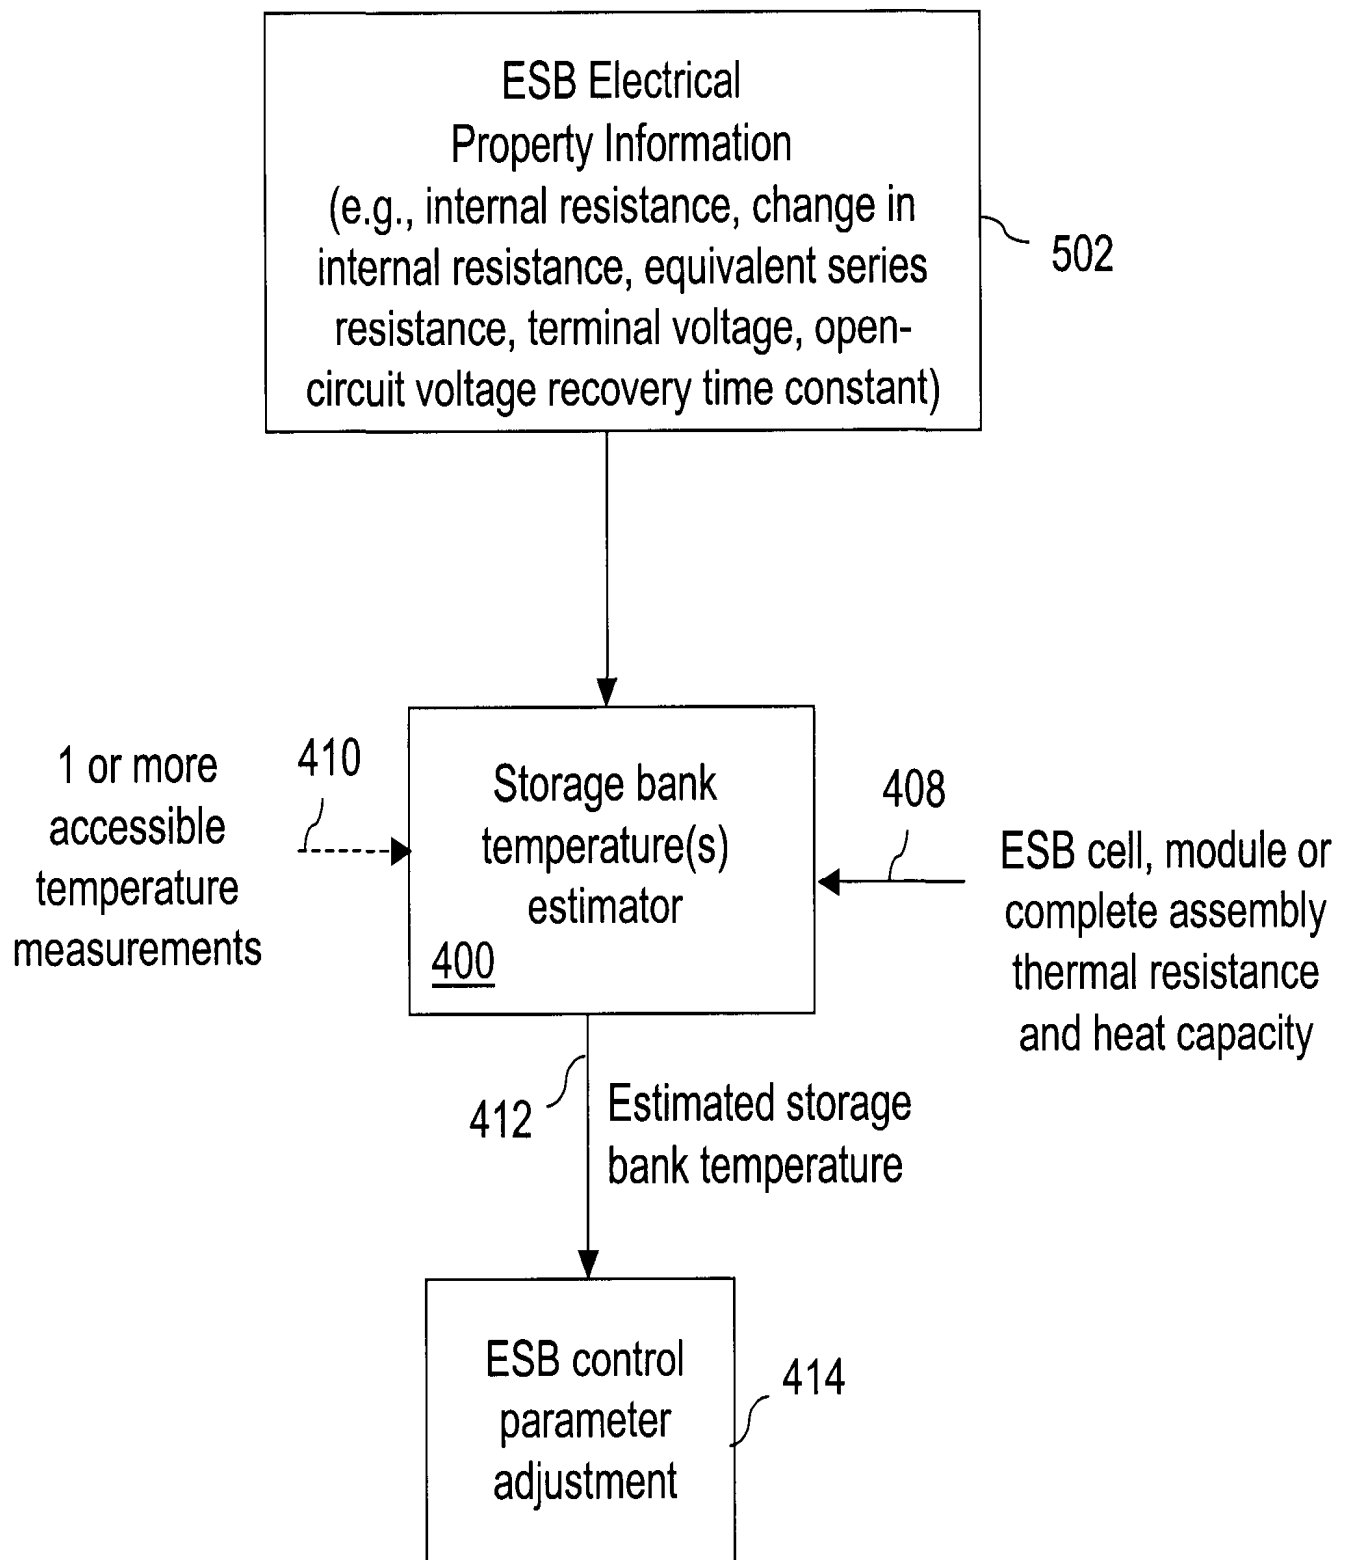 ESB Electrical
Property Information
(e.g., internal resistance, change in
internal resistance, equivalent series
resistance, terminal voltage, open-
circuit voltage recovery time constant)
502
1 or more
accessible
temperature
measurements
410
Storage bank
temperature(s)
estimator
400
408
ESB cell, module or
complete assembly
thermal resistance
and heat capacity
412
Estimated storage
bank temperature
ESB control
parameter
adjustment
414